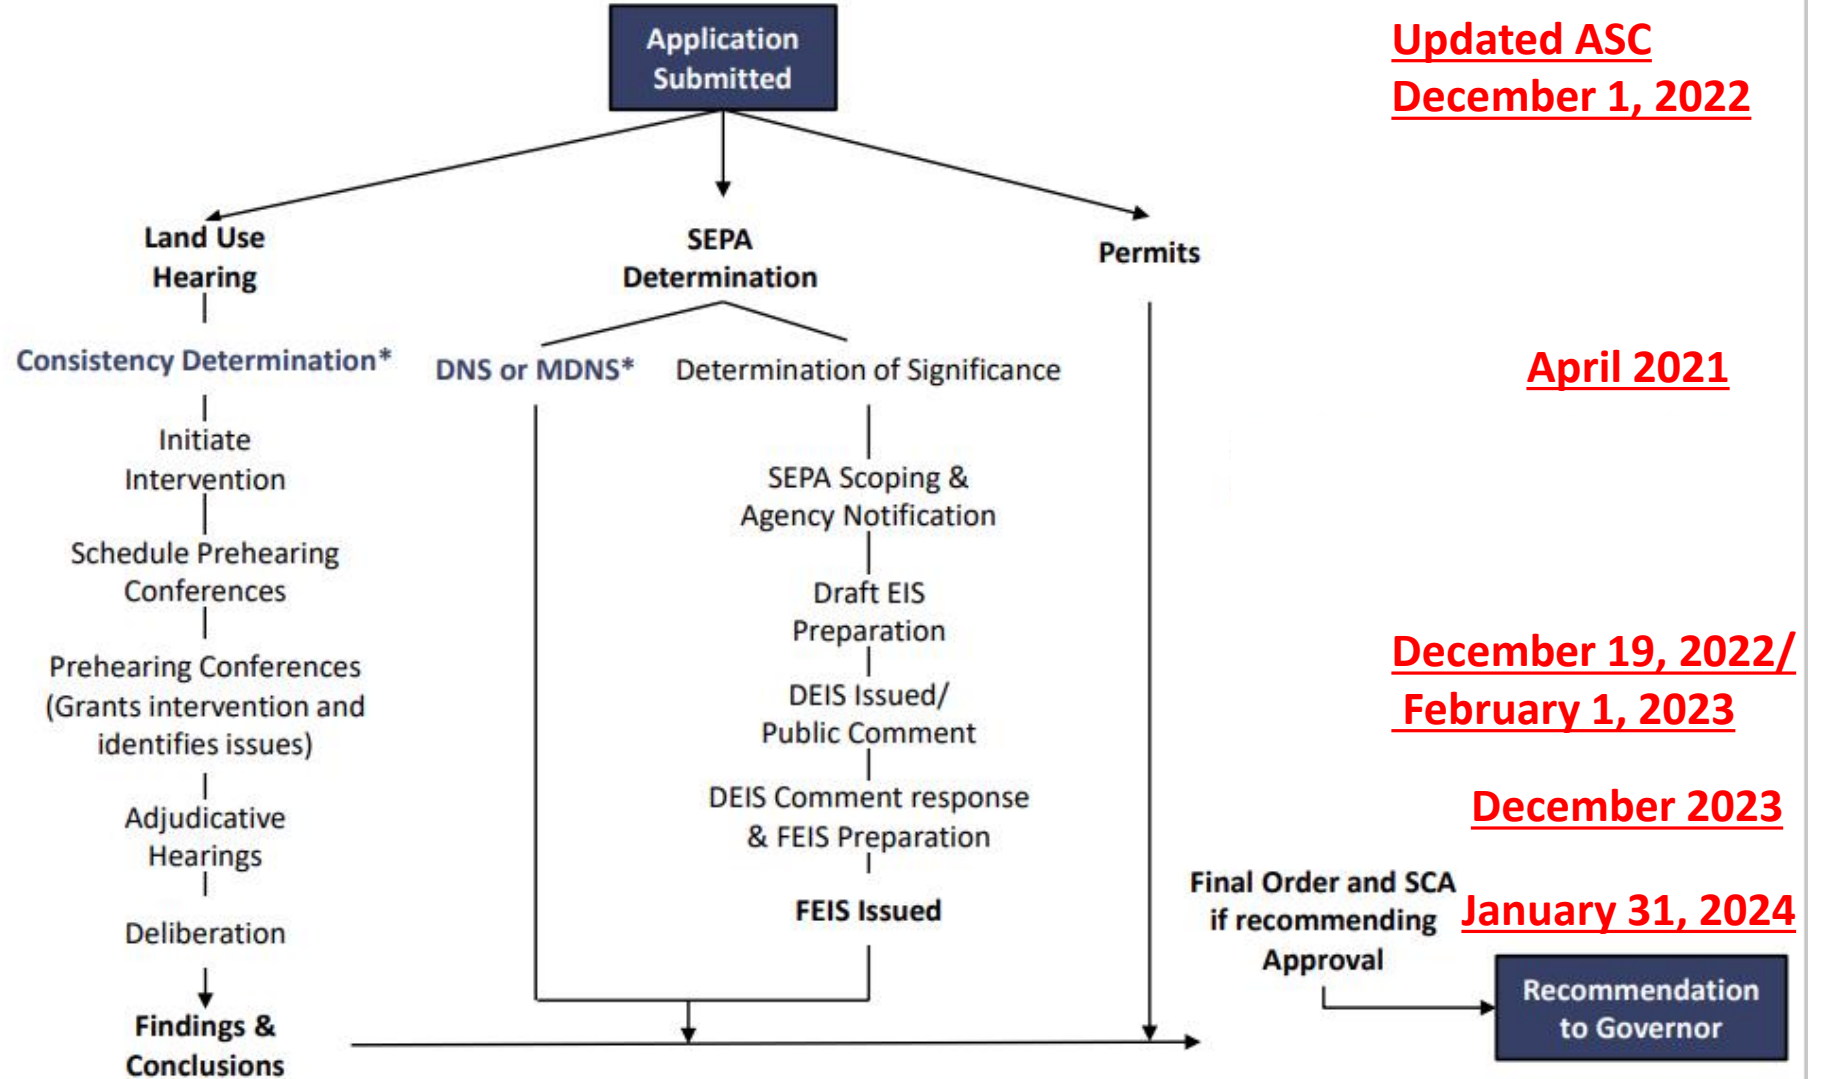 Application
Submitted
Updated ASC
December 1, 2022
Land Use
Hearing
SEPA
Determination
Permits
Consistency Determination*
DNS or MDNS*
Determination of Significance
April 2021
Initiate
Intervention
SEPA Scoping &
Agency Notification
Schedule Prehearing
Conferences
Draft EIS
Preparation
Prehearing Conferences
(Grants intervention and
identifies issues)
DEIS Issued/
Public Comment
December 19, 2022/
February 1, 2023
Adjudicative
Hearings
DEIS Comment response
& FEIS Preparation
December 2023
Deliberation
FEIS Issued
Final Order and SCA
if recommending
Approval
January 31, 2024
Findings &
Conclusions
Recommendation
to Governor